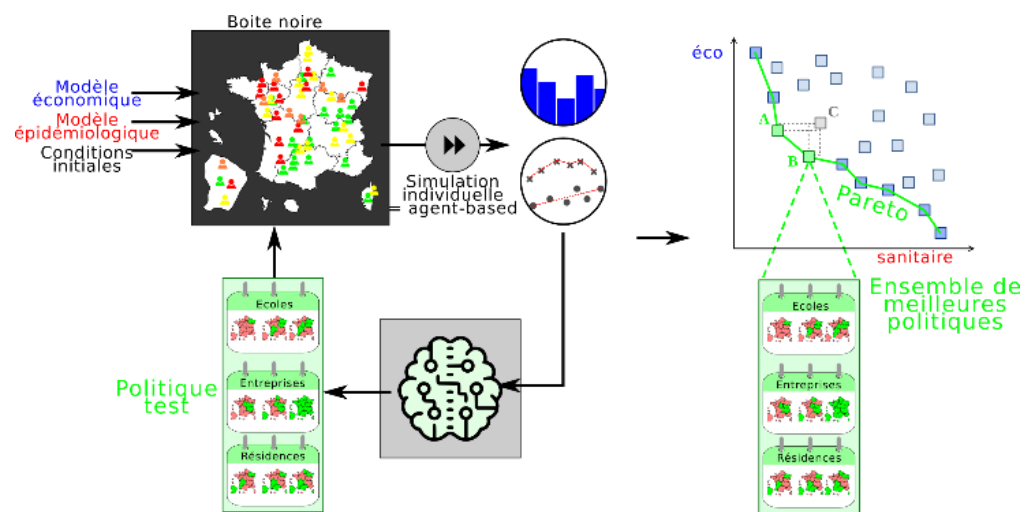 Boite noire
Modèle
économique
Modèle
épidémiologique
Conditions
initiales
Simulation
individuelle
= agent-based
Politique
test
Ecoles
Entreprises
Résidences
éco
A
B
C
Pareto
sanitaire
Ensemble de
meilleures
politiques
Ecoles
Entreprises
Résidences